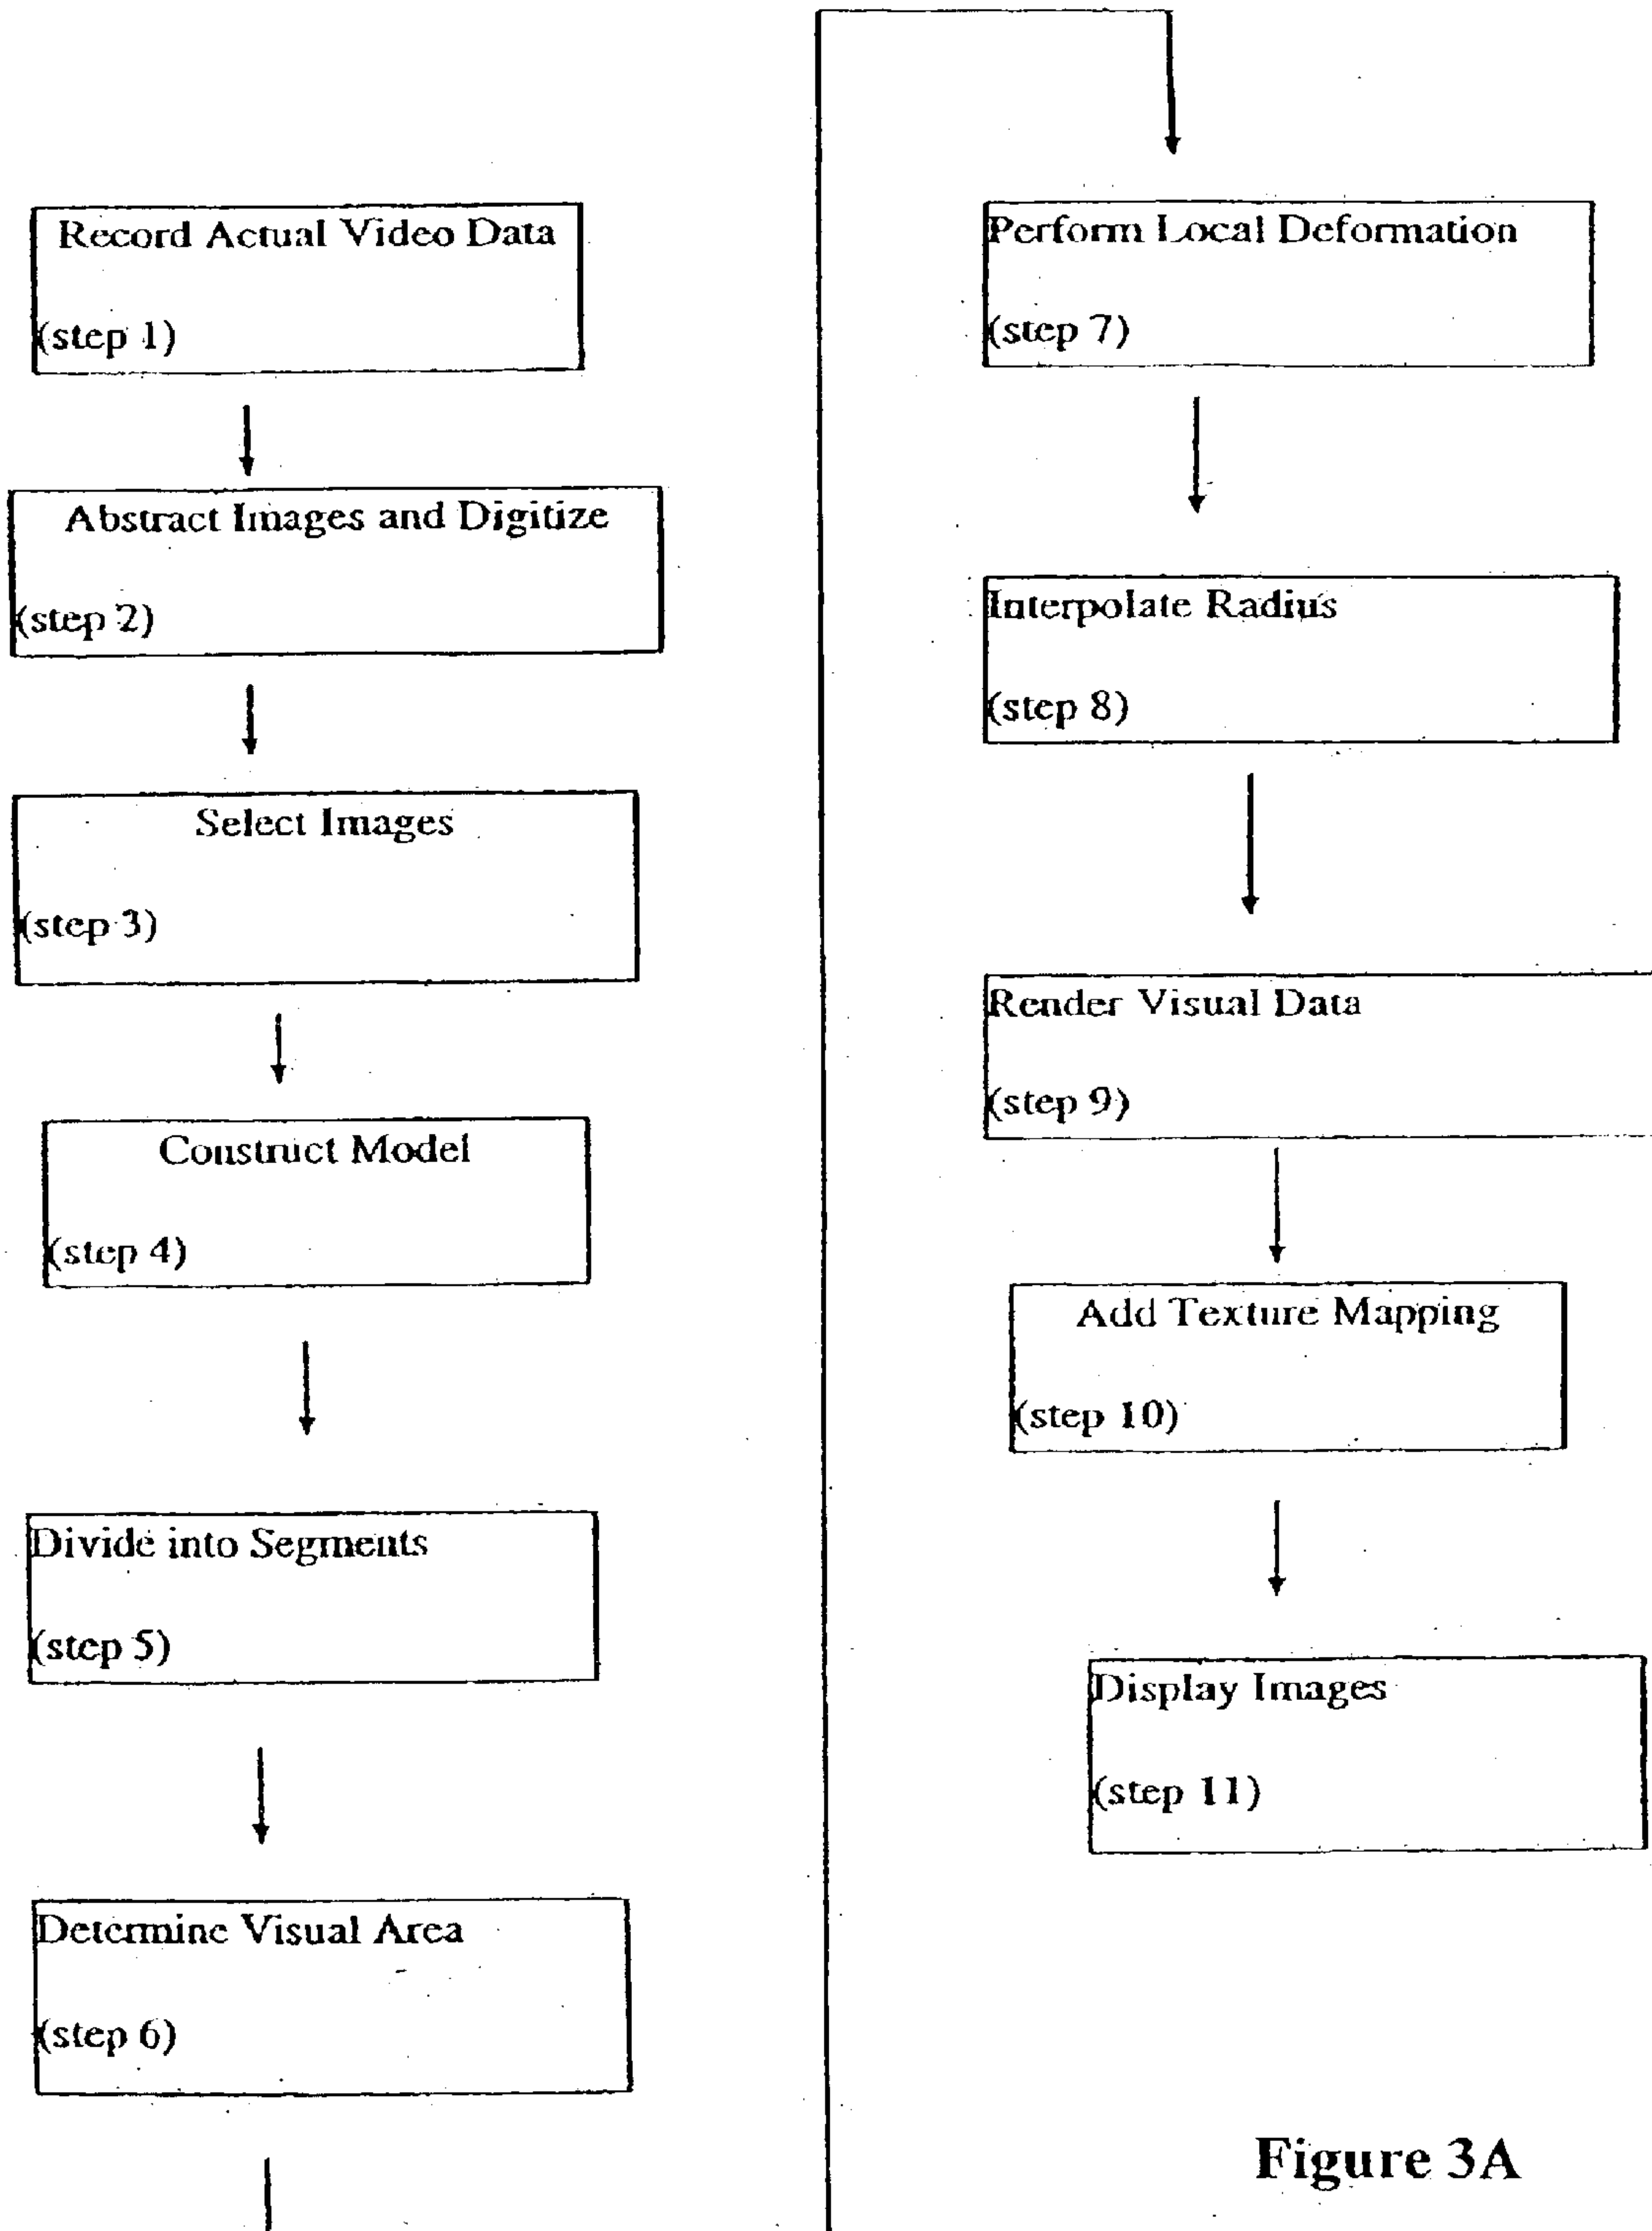 Record Actual Video Data
(step 1)
Abstract Images and Digitize
(step 2)
Select Images
(step 3)
Construct Model
(step 4)
Divide into Segments
(step 5)
Determine Visual Area
(step 6)
Perform Local Deformation
(step 7)
Interpolate Radius
(step 8)
Render Visual Data
(step 9)
Add Texture Mapping
(step 10)
Display Images
(step 11)
Figure 3A